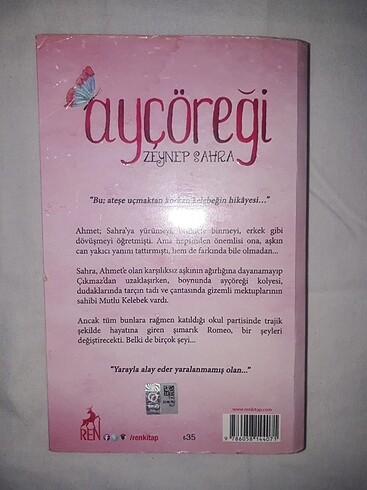 ayçöreği
ZEYNEP SAHRA
"Bu; ateşe uçmaktan korkan kelebeğin hikâyesi..."
Ahmet; Sahra'ya yürümeyi, bisiklete binmeyi, erkek gibi
dövüşmeyi öğretmişti. Ama hepsinden önemlisi ona, aşkın
can yakıcı yanını tattırmıştı, hem de farkında bile olmadan...
Sahra, Ahmet'e olan karşılıksız aşkının ağırlığına dayanamayıp
Çıkmaz'dan uzaklaşırken, boynunda ayçöreği kolyesi,
dudaklarında tarçın tadı ve çantasında gizemli mektuplarının
sahibi Mutlu Kelebek vardı.
Ancak tüm bunlara rağmen katıldığı okul partisinde trajik
şekilde hayatına giren şımarık Romeo, bir şeyleri
değiştirecekti. Belki de birçok şeyi...
"Yarayla alay eder yaralanmamış olan..."
REN
/renkitap
₺35
www.renkitap.com
9 786058 144071